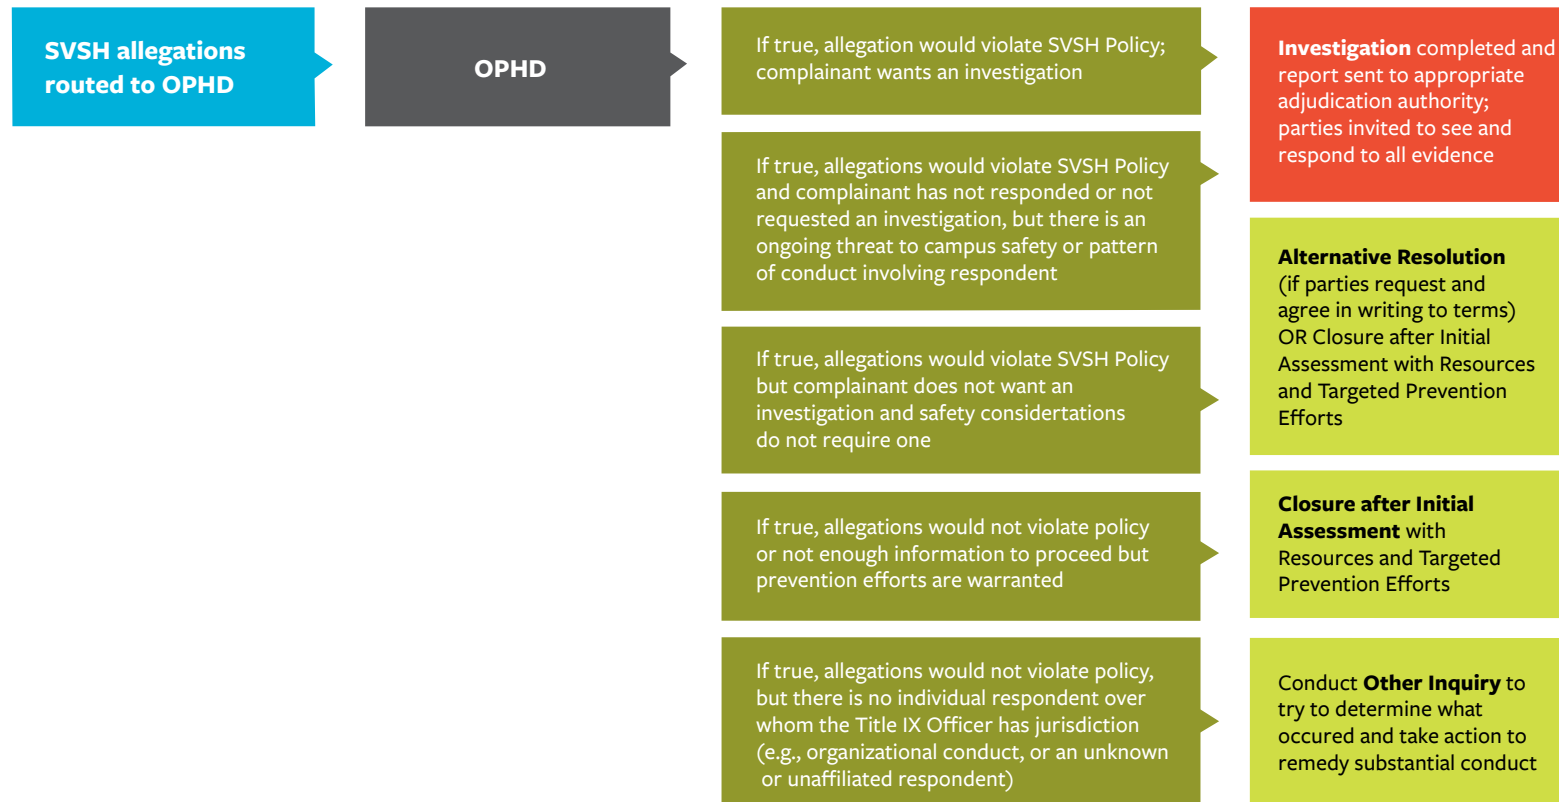 SVSH allegations
routed to OPHD
OPHD
If true, allegation would violate SVSH Policy;
complainant wants an investigation
Investigation completed and
report sent to appropriate
adjudication authority;
parties invited to see and
respond to all evidence
If true, allegations would violate SVSH Policy
and complainant has not responded or not
requested an investigation, but there is an
ongoing threat to campus safety or pattern
of conduct involving respondent
Alternative Resolution
(if parties request and
agree in writing to terms)
OR Closure after Initial
Assessment with Resources
and Targeted Prevention
Efforts
If true, allegations would violate SVSH Policy
but complainant does not want an
investigation and safety considertations
do not require one
Closure after Initial
Assessment with
Resources and Targeted
Prevention Efforts
If true, allegations would not violate policy
or not enough information to proceed but
prevention efforts are warranted
If true, allegations would not violate policy,
but there is no individual respondent over
whom the Title IX Officer has jurisdiction
(e.g., organizational conduct, or an unknown
or unaffiliated respondent)
Conduct Other Inquiry to
try to determine what
occured and take action to
remedy substantial conduct